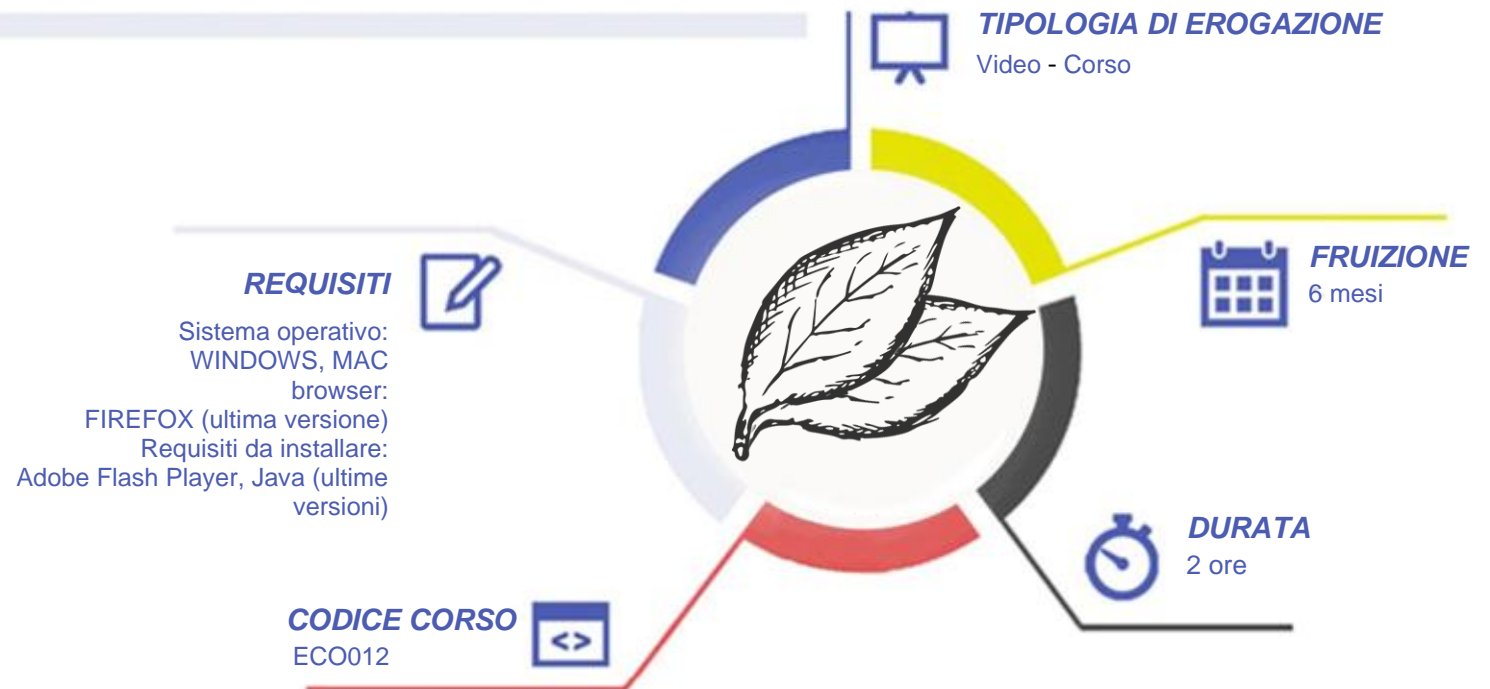 TIPOLOGIA DI EROGAZIONE
Video - Corso
FRUIZIONE
6 mesi
REQUISITI
Sistema operativo:
WINDOWS, MAC
browser:
FIREFOX (ultima versione)
Requisiti da installare:
Adobe Flash Player, Java (ultime
versioni)
DURATA
2 ore
CODICE CORSO
ECO012
<>